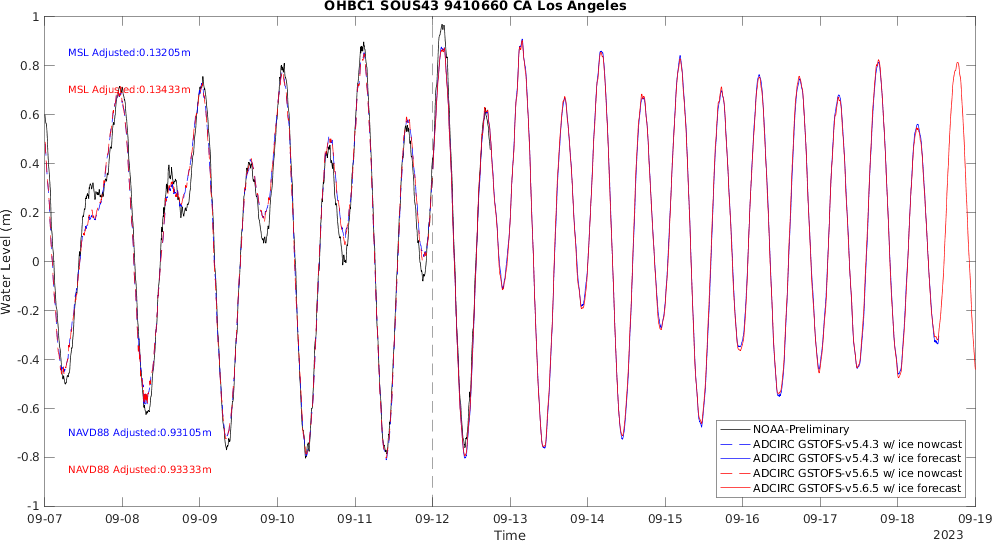 OHBC1 SOUS43 9410660 CA Los Angeles
1
0.8
0.6
0.4
0.2
0
-0.2
-0.4
-0.6
-0.8
-1
Water Level (m)
MSL Adjusted:0.13205m
MSL Adjusted:0.13433m
NAVD88 Adjusted:0.93105m
NAVD88 Adjusted:0.93333m
NOAA-Preliminary
ADCIRC GSTOFS-v5.4.3 w/ ice nowcast
ADCIRC GSTOFS-v5.4.3 w/ ice forecast
ADCIRC GSTOFS-v5.6.5 w/ ice nowcast
ADCIRC GSTOFS-v5.6.5 w/ ice forecast
09-07 09-08 09-09 09-10 09-11 09-12 09-13 09-14 09-15 09-16 09-17 09-18 09-19
Time
2023